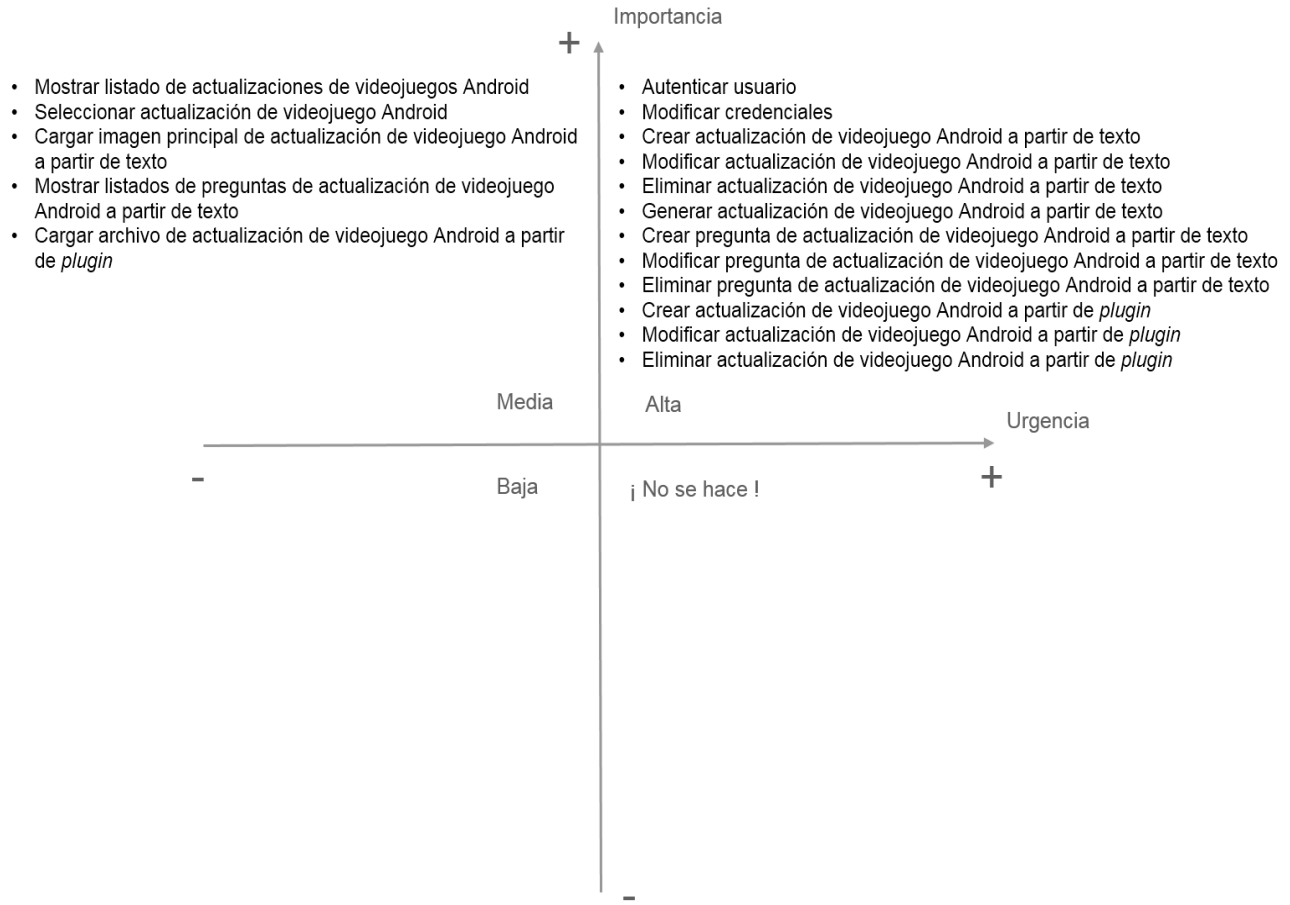 Importancia
+
• Mostrar listado de actualizaciones de videojuegos Android
• Seleccionar actualización de videojuego Android
• Cargar imagen principal de actualización de videojuego Android
a partir de texto
• Mostrar listados de preguntas de actualización de videojuego
Android a partir de texto
• Cargar archivo de actualización de videojuego Android a partir
de plugin
• Autenticar usuario
• Modificar credenciales
• Crear actualización de videojuego Android a partir de texto
• Modificar actualización de videojuego Android a partir de texto
• Eliminar actualización de videojuego Android a partir de texto
• Generar actualización de videojuego Android a partir de texto
• Crear pregunta de actualización de videojuego Android a partir de texto
• Modificar pregunta de actualización de videojuego Android a partir de texto
• Eliminar pregunta de actualización de videojuego Android a partir de texto
• Crear actualización de videojuego Android a partir de plugin
• Modificar actualización de videojuego Android a partir de plugin
• Eliminar actualización de videojuego Android a partir de plugin
Media
Alta
Urgencia
-
Baja
¡ No se hace !
+
-